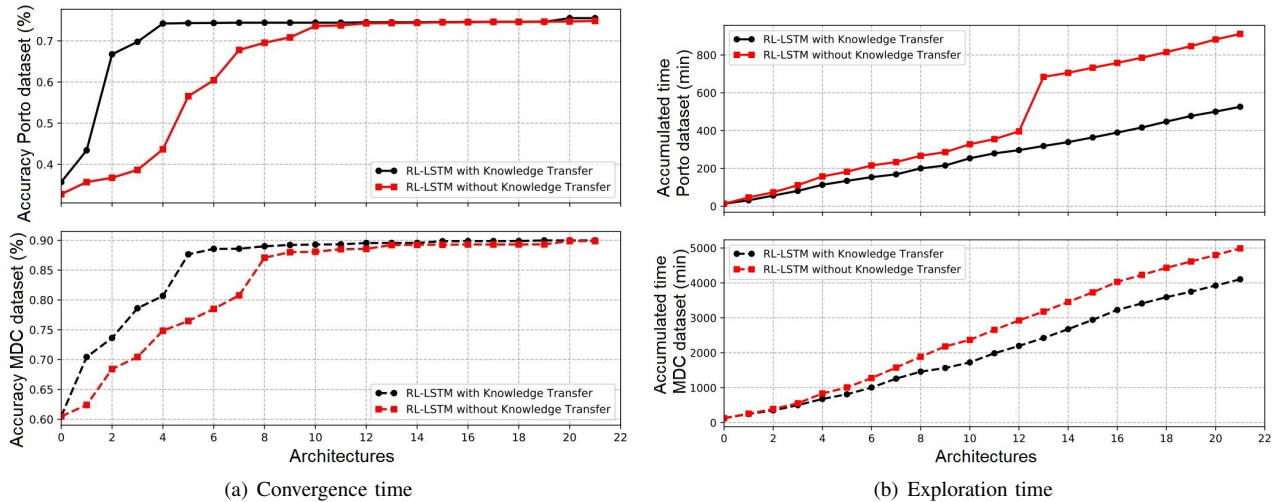 Accuracy Porto dataset (%)
0.7
0.6
0.5
0.4
RL-LSTM with Knowledge Transfer
RL-LSTM without Knowledge Transfer
Accuracy MDC dataset (%)
0.90
0.85
0.80
0.75
0.70
0.65
0.60
RL-LSTM with Knowledge Transfer
RL-LSTM without Knowledge Transfer
0 2 4 6 8 10 12 14 16 18 20 22
Architectures
(a) Convergence time
Accumulated time
Porto dataset (min)
800
600
400
200
0
RL-LSTM with Knowledge Transfer
RL-LSTM without Knowledge Transfer
Accumulated time
MDC dataset (min)
5000
4000
3000
2000
1000
0
RL-LSTM with Knowledge Transfer
RL-LSTM without Knowledge Transfer
0 2 4 6 8 10 12 14 16 18 20 22
Architectures
(b) Exploration time